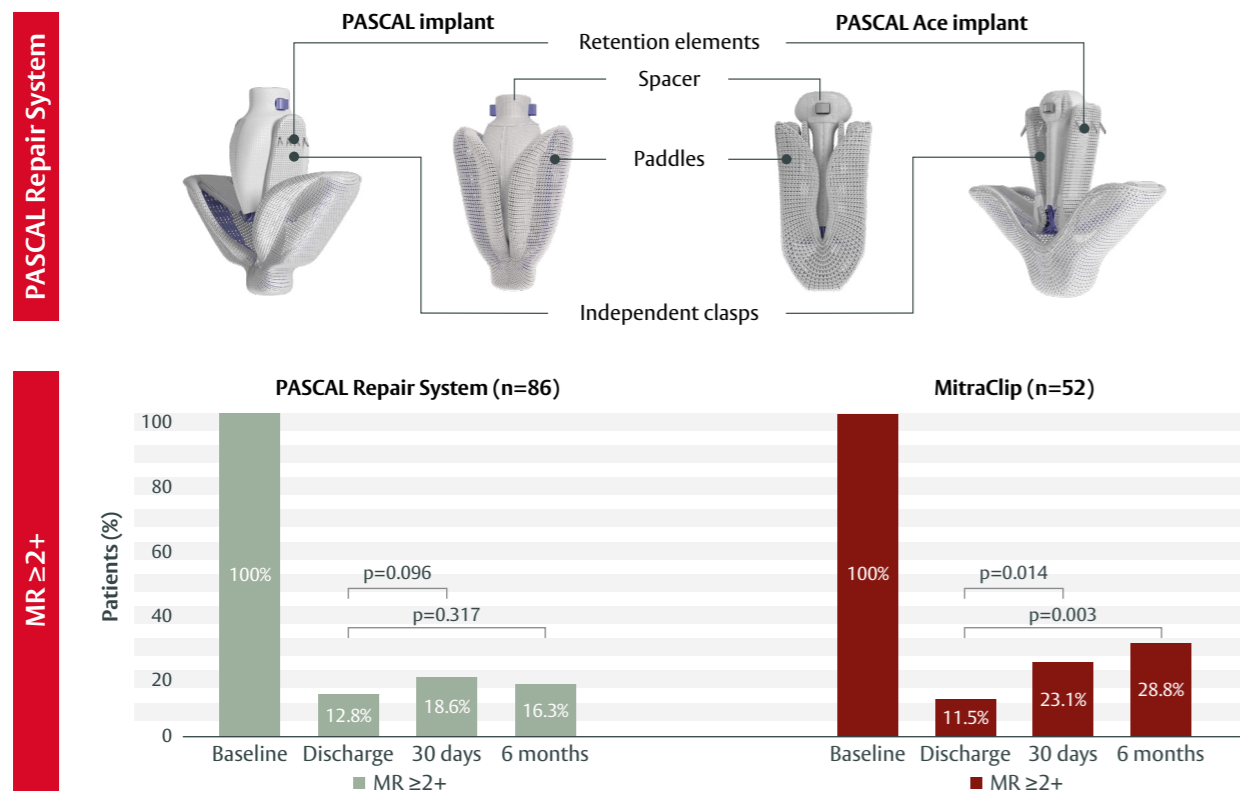 PASCAL Repair System
PASCAL implant
PASCAL Ace implant
Retention elements
Spacer
Paddles
Independent clasps
MR ≥2+
PASCAL Repair System (n=86)
Patients (%)
100
80
60
40
20
0
100%
12.8%
18.6%
16.3%
p=0.096
p=0.317
Baseline
Discharge
30 days
6 months
MR ≥2+
MitraClip (n=52)
100%
11.5%
23.1%
28.8%
p=0.014
p=0.003
Baseline
Discharge
30 days
6 months
MR ≥2+